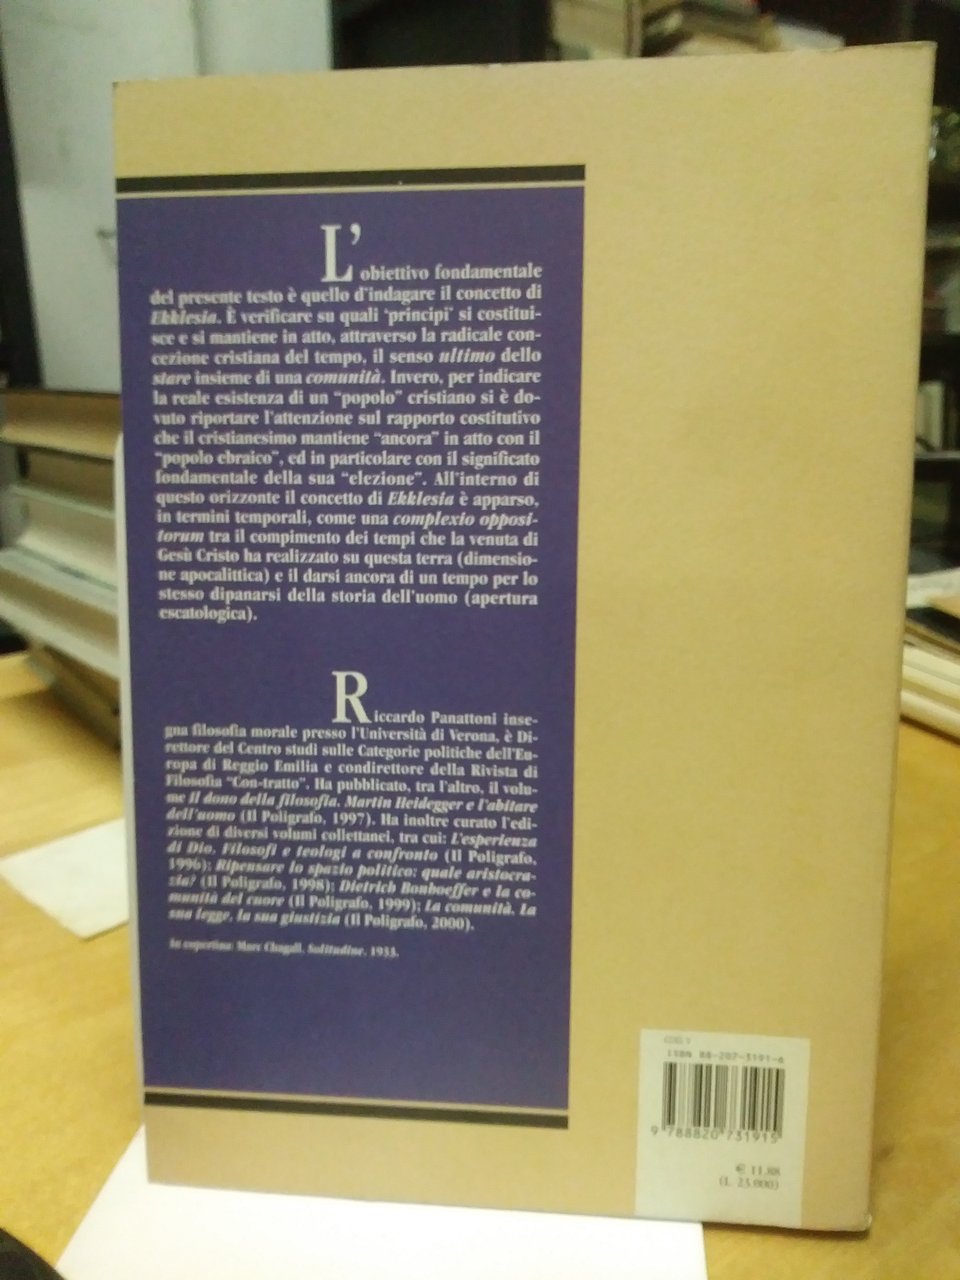 L'obiettivo fondamentale
del presente testo è quello d'indagare il concetto di
Ekklesia. È verificare su quali 'principi' si costitui-
sce e si mantiene in atto, attraverso la radicale con-
cezione cristiana del tempo, il senso ultimo dello
stare insieme di una comunità. Invero, per indicare
la reale esistenza di un "popolo" cristiano si è do-
vuto riportare l'attenzione sul rapporto costitutivo
che il cristianesimo mantiene "ancora" in atto con il
"popolo ebraico", ed in particolare con il significato
fondamentale della sua "elezione". All'interno di
questo orizzonte il concetto di Ekklesia è apparso,
in termini temporali, come una complexio opposi-
torum tra il compimento dei tempi che la venuta di
Gesù Cristo ha realizzato su questa terra (dimensio-
ne apocalittica) e il darsi ancora di un tempo per lo
stesso dipanarsi della storia dell'uomo (apertura
escatologica).
Riccardo Panattoni inse-
gna filosofia morale presso l'Università di Verona, è Di-
rettore del Centro studi sulle Categorie politiche dell'Eu-
ropa di Reggio Emilia e condirettore della Rivista di
Filosofia "Con-tratto". Ha pubblicato, tra l'altro, il volu-
me Il dono della filosofia. Martin Heidegger e l'abitare
dell'uomo (Il Poligrafo, 1997). Ha inoltre curato l'edi-
zione di diversi volumi collettanei, tra cui: L'esperienza
di Dio. Filosofi e teologi a confronto (Il Poligrafo,
1996); Ripensare lo spazio politico: quale aristocra-
zia? (Il Poligrafo, 1998); Dietrich Bonhoeffer e la co-
munità del cuore (Il Poligrafo, 1999); La comunità. La
sua legge, la sua giustizia (Il Poligrafo, 2000).
In copertina: Marc Chagall, Solitudine, 1933.
ISBN 88-207-3191-6
9 788820 731915
€ 11,88
(L. 23.000)